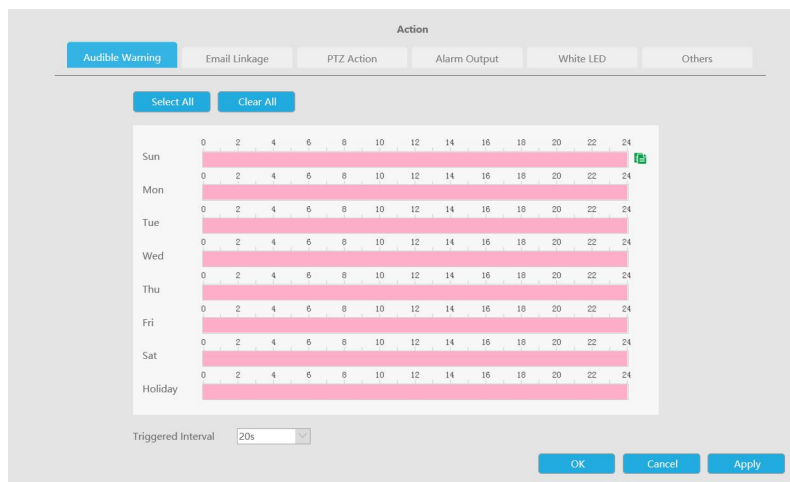 Action
Audible Warning Email Linkage PTZ Action Alarm Output White LED Others
Select All Clear All
0 2 4 6 8 10 12 14 16 18 20 22 24
Sun
0 2 4 6 8 10 12 14 16 18 20 22 24
Mon
0 2 4 6 8 10 12 14 16 18 20 22 24
Tue
0 2 4 6 8 10 12 14 16 18 20 22 24
Wed
0 2 4 6 8 10 12 14 16 18 20 22 24
Thu
0 2 4 6 8 10 12 14 16 18 20 22 24
Fri
0 2 4 6 8 10 12 14 16 18 20 22 24
Sat
0 2 4 6 8 10 12 14 16 18 20 22 24
Holiday
Triggered Interval 20s
OK Cancel Apply